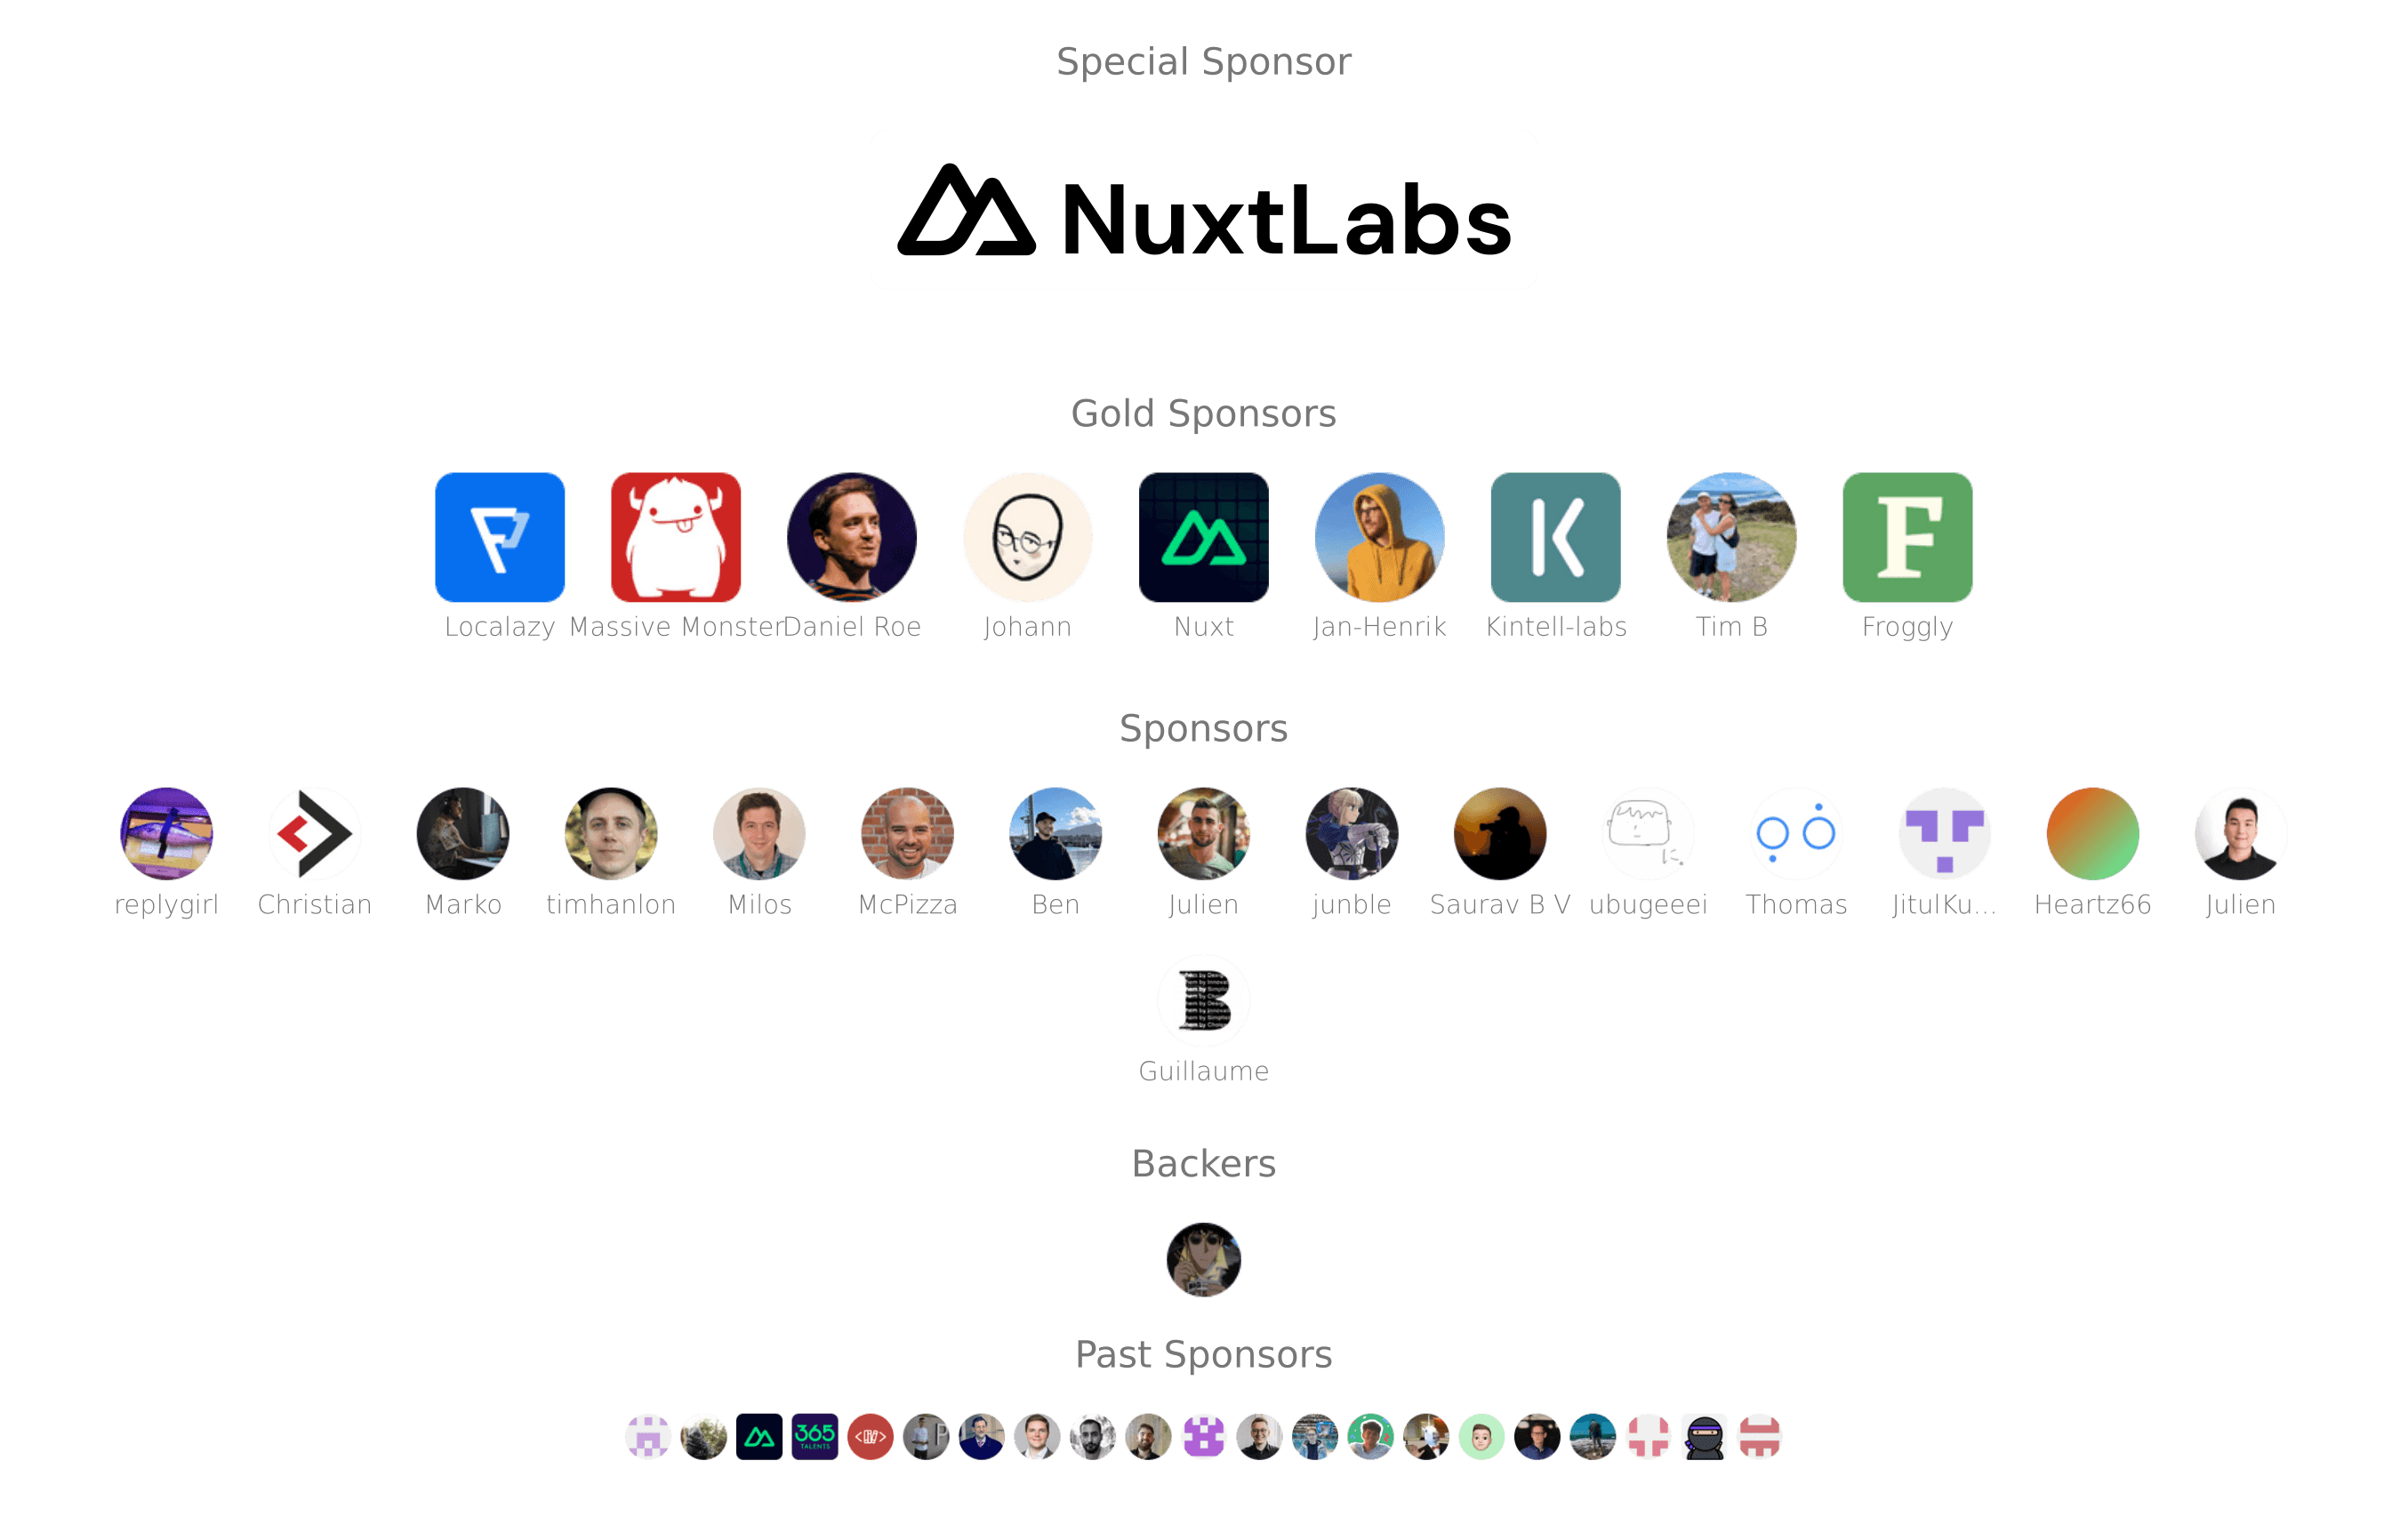 Special Sponsor
NuxtLabs
Gold Sponsors
Localazy Massive Monster Daniel Roe Johann Nuxt Jan-Henrik Kintell-labs Tim B Froggly
Sponsors
replygirl Christian Marko timhanlon Milos McPizza Ben Julien junble Saurav B V ubugeeei Thomas JitulKu... Heartz66 Julien
Guillaume
Backers
Past Sponsors
365
TALENTS